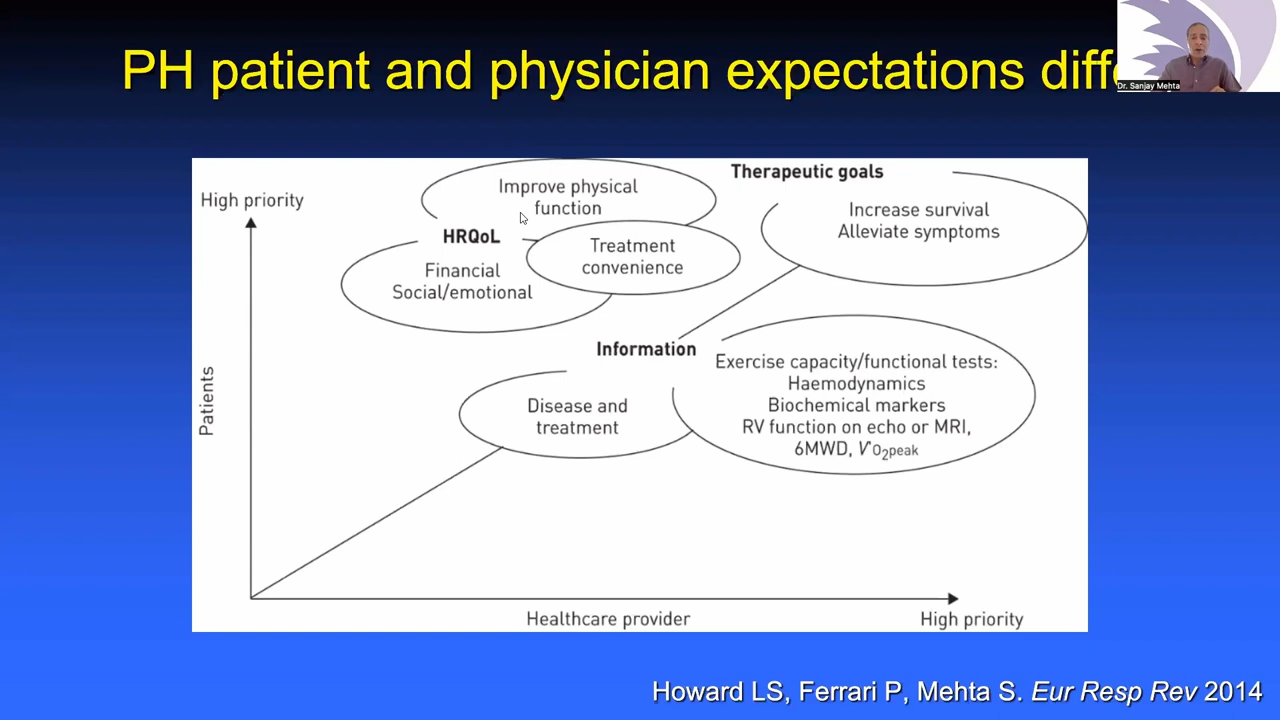 PH patient and physician expectations diff
Dr. Sanjay Mehta
Therapeutic goals
High priority
Improve physical
function
Increase survival
Alleviate symptoms
HRQoL
Treatment
convenience
Financial
Social/emotional
Information
Exercise capacity/functional tests:
Haemodynamics
Biochemical markers
RV function on echo or MRI,
6MWD, V'O2peak
Patients
Disease and
treatment
Healthcare provider
High priority
Howard LS, Ferrari P, Mehta S. Eur Resp Rev 2014